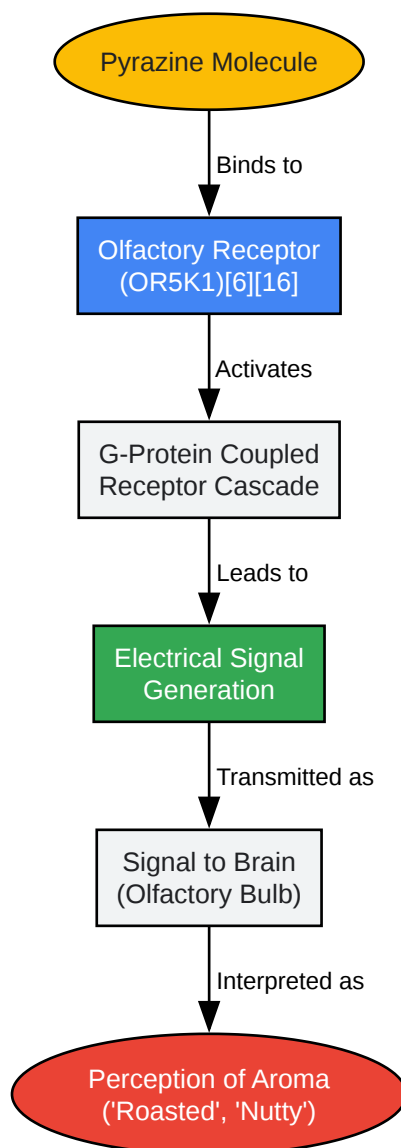 Pyrazine Molecule
Binds to
Olfactory Receptor
(OR5K1)[6][16]
Activates
G-Protein Coupled
Receptor Cascade
Leads to
Electrical Signal
Generation
Transmitted as
Signal to Brain
(Olfactory Bulb)
Interpreted as
Perception of Aroma
('Roasted', 'Nutty')